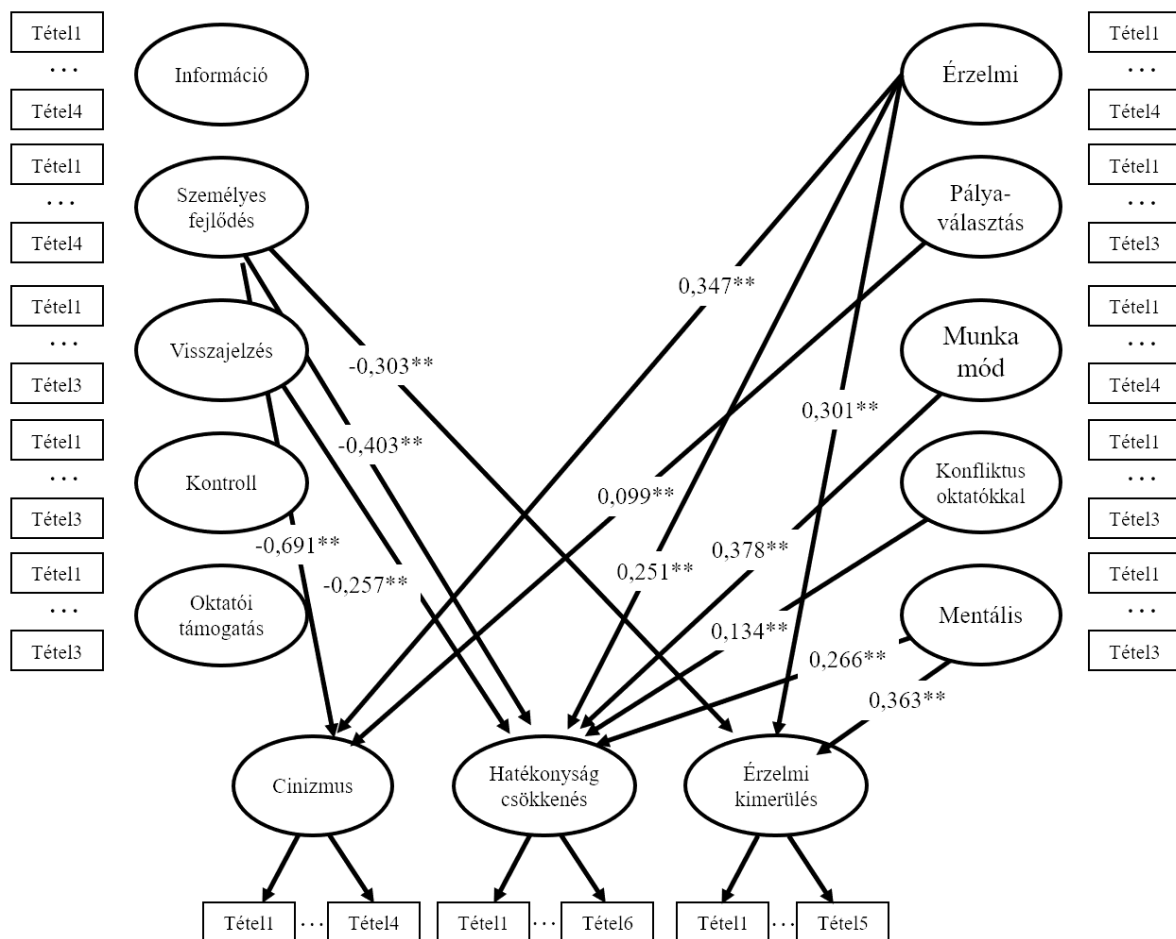 Tétel1
...
Tétel4
Tétel1
...
Tétel4
Tétel1
...
Tétel3
Tétel1
...
Tétel3
Tétel1
...
Tétel3
Információ
Személyes
fejlődés
Visszajelzés
Kontroll
Oktatói
támogatás
Érzelmi
Pálya-
választás
Munka
mód
Konfliktus
oktatókkal
Mentális
Tétel1
...
Tétel4
Tétel1
...
Tétel3
Tétel1
...
Tétel4
Tétel1
...
Tétel3
Tétel1
...
Tétel3
0,347**
-0,303**
0,301**
-0,403**
0,099**
-0,691**
0,378**
0,251**
-0,257**
0,134**
0,266**
0,363**
Cinizmus
Hatékonyság
csökkenés
Érzelmi
kimerülés
Tétel1 ... Tétel4
Tétel1 ... Tétel6
Tétel1 ... Tétel5